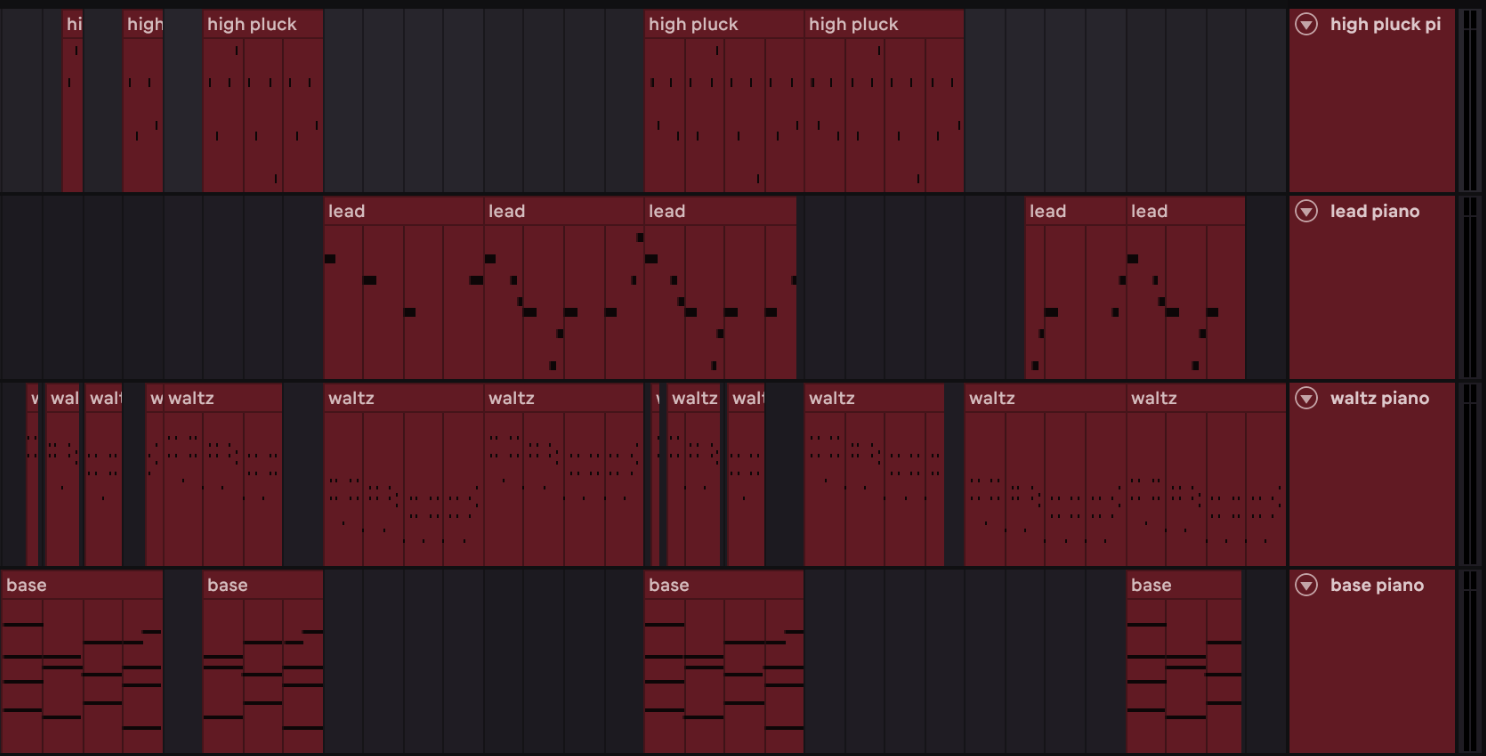 hi high high pluck high pluck high pluck high pluck pi
lead lead lead lead lead lead piano
w wal walt w waltz waltz waltz waltz walt waltz waltz waltz waltz piano
base base base base base piano